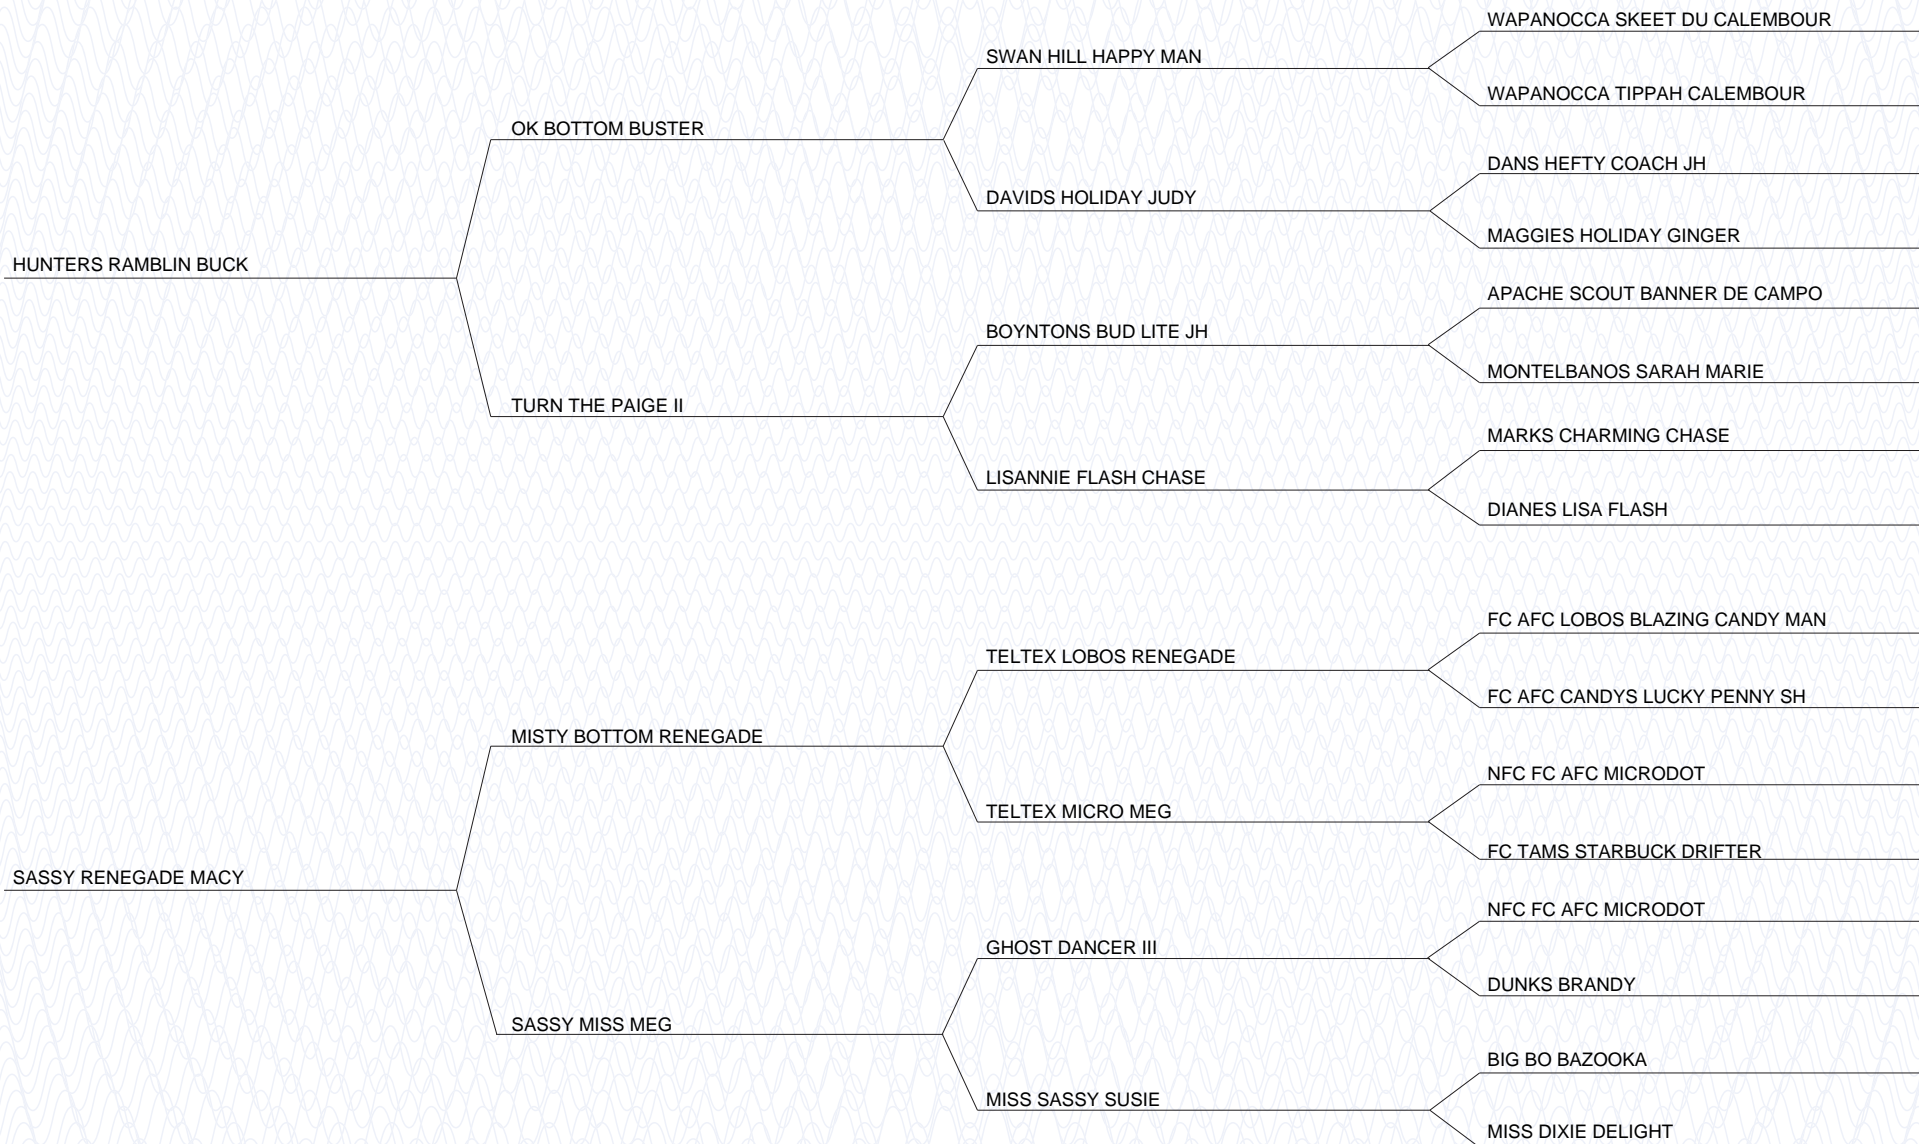 WAPANOCCA SKEET DU CALEMBOUR
SWAN HILL HAPPY MAN
WAPANOCCA TIPPAH CALEMBOUR
OK BOTTOM BUSTER
DANS HEFTY COACH JH
DAVIDS HOLIDAY JUDY
MAGGIES HOLIDAY GINGER
HUNTERS RAMBLIN BUCK
APACHE SCOUT BANNER DE CAMPO
BOYNTONS BUD LITE JH
MONTELBANOS SARAH MARIE
TURN THE PAIGE II
MARKS CHARMING CHASE
LISANNIE FLASH CHASE
DIANES LISA FLASH
FC AFC LOBOS BLAZING CANDY MAN
TELTEX LOBOS RENEGADE
FC AFC CANDYS LUCKY PENNY SH
MISTY BOTTOM RENEGADE
NFC FC AFC MICRODOT
TELTEX MICRO MEG
FC TAMS STARBUCK DRIFTER
SASSY RENEGADE MACY
NFC FC AFC MICRODOT
GHOST DANCER III
DUNKS BRANDY
SASSY MISS MEG
BIG BO BAZOOKA
MISS SASSY SUSIE
MISS DIXIE DELIGHT